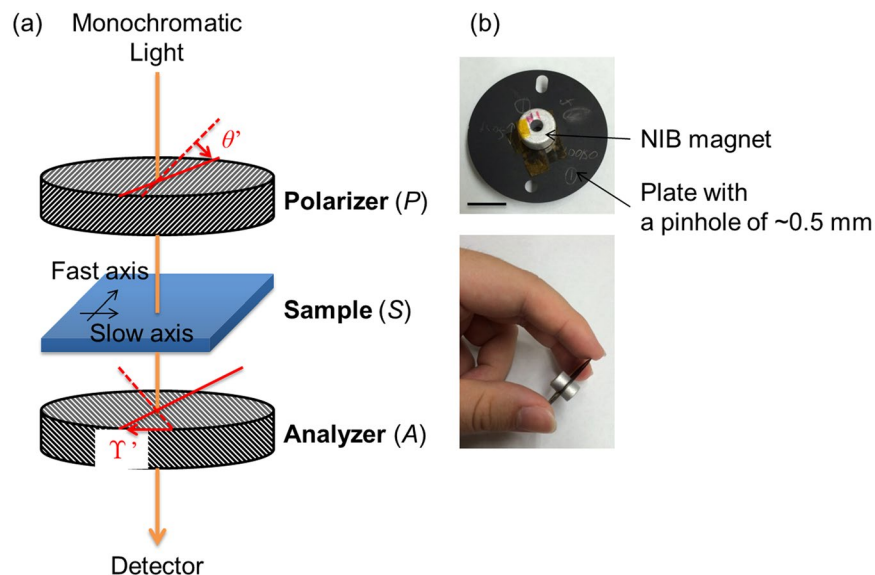 (a)
Monochromatic
Light
θ'
Polarizer (P)
Fast axis
Slow axis
Sample (S)
Analyzer (A)
ϒ'
Detector
(b)
NIB magnet
Plate with
a pinhole of ~0.5 mm